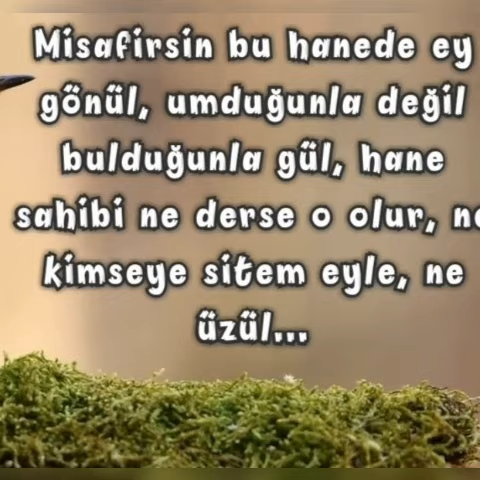 Misafirsin bu hanede ey
gönül, umduğunla değil
bulduğunla gül, hane
sahibi ne derse o olur, ne
kimseye sitem eyle, ne
üzül...